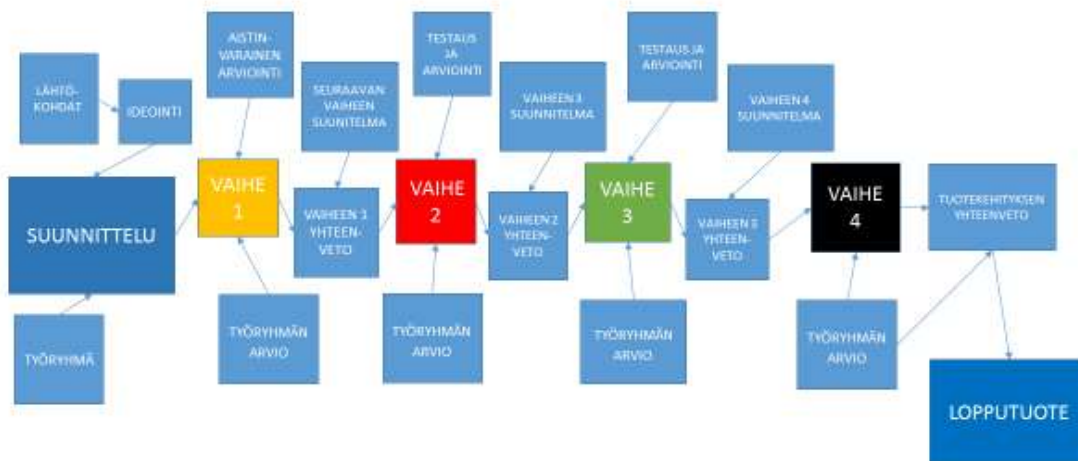 AISTIN-
VARAINEN
ARVIOINTI
TESTAUS
JA
ARVIOINTI
TESTAUS JA
ARVIOINTI
LÄHTÖ-
KOHDAT
IDEOINTI
SEURAAVAN
VAIHEEN
SUUNITELMA
VAIHEEN 3
SUUNNITELMA
VAIHEEN 4
SUUNNITELMA
SUUNNITTELU
VAIHE
1
VAIHEEN 1
YHTEEN-
VETO
VAIHE
2
VAIHEEN 2
YHTEEN-
VETO
VAIHE
3
VAIHEEN 3
YHTEEN-
VETO
VAIHE
4
TUOTEKEHITYKSEN
YHTEENVETO
TYÖRYHMÄ
TYÖRYHMÄN
ARVIO
TYÖRYHMÄN
ARVIO
TYÖRYHMÄN
ARVIO
TYÖRYHMÄN
ARVIO
LOPPUTUOTE